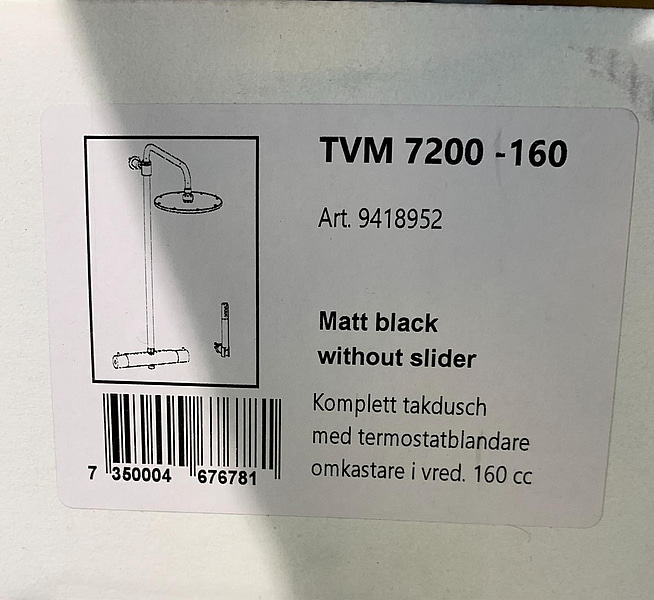 TVM 7200 -160
Art. 9418952
Matt black
without slider
Komplett takdusch
med termostatblandare
omkastare i vred. 160 cc
7 350004 676781